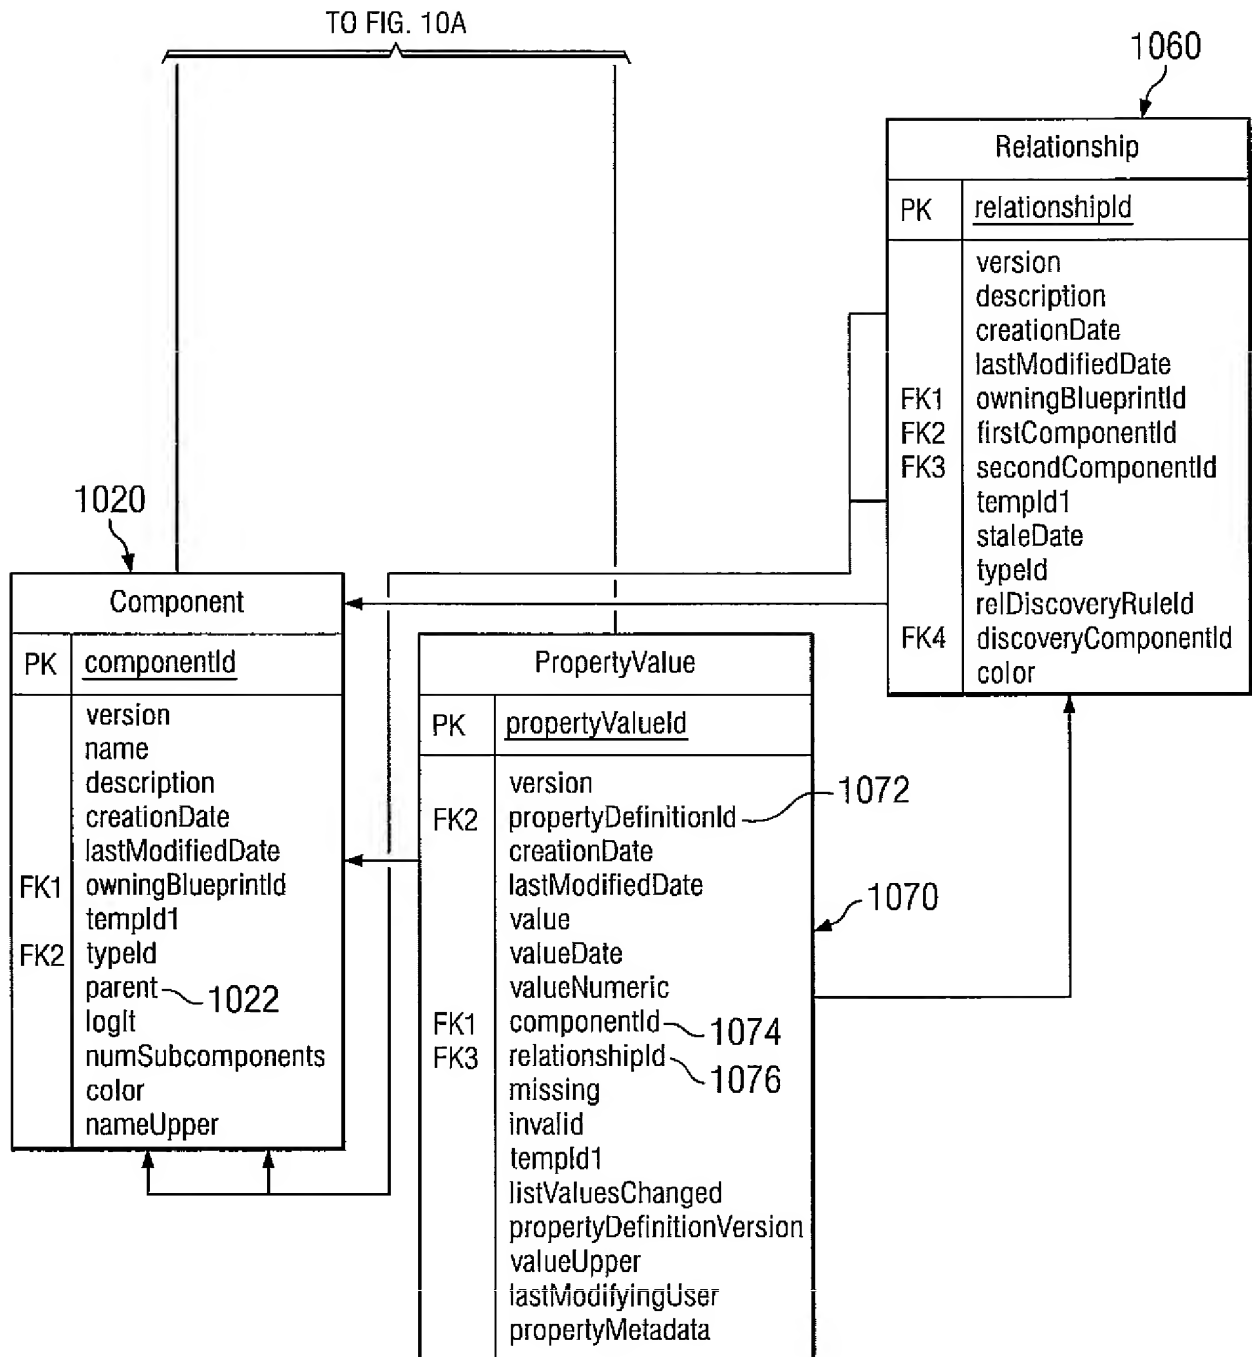 TO FIG. 10A
1060
Relationship
PK relationshipId
version
description
creationDate
lastModifiedDate
FK1 owningBlueprintId
FK2 firstComponentId
FK3 secondComponentId
tempId1
staleDate
typeId
relDiscoveryRuleId
FK4 discoveryComponentId
color
1020
Component
PK componentId
version
name
description
creationDate
lastModifiedDate
FK1 owningBlueprintId
tempId1
FK2 typeId
parent 1022
logIt
numSubcomponents
color
nameUpper
PropertyValue
PK propertyValueId
version
FK2 propertyDefinitionId 1072
creationDate
lastModifiedDate
value
valueDate
valueNumeric
FK1 componentId 1074
FK3 relationshipId 1076
missing
invalid
tempId1
listValuesChanged
propertyDefinitionVersion
valueUpper
lastModifyingUser
propertyMetadata
1070